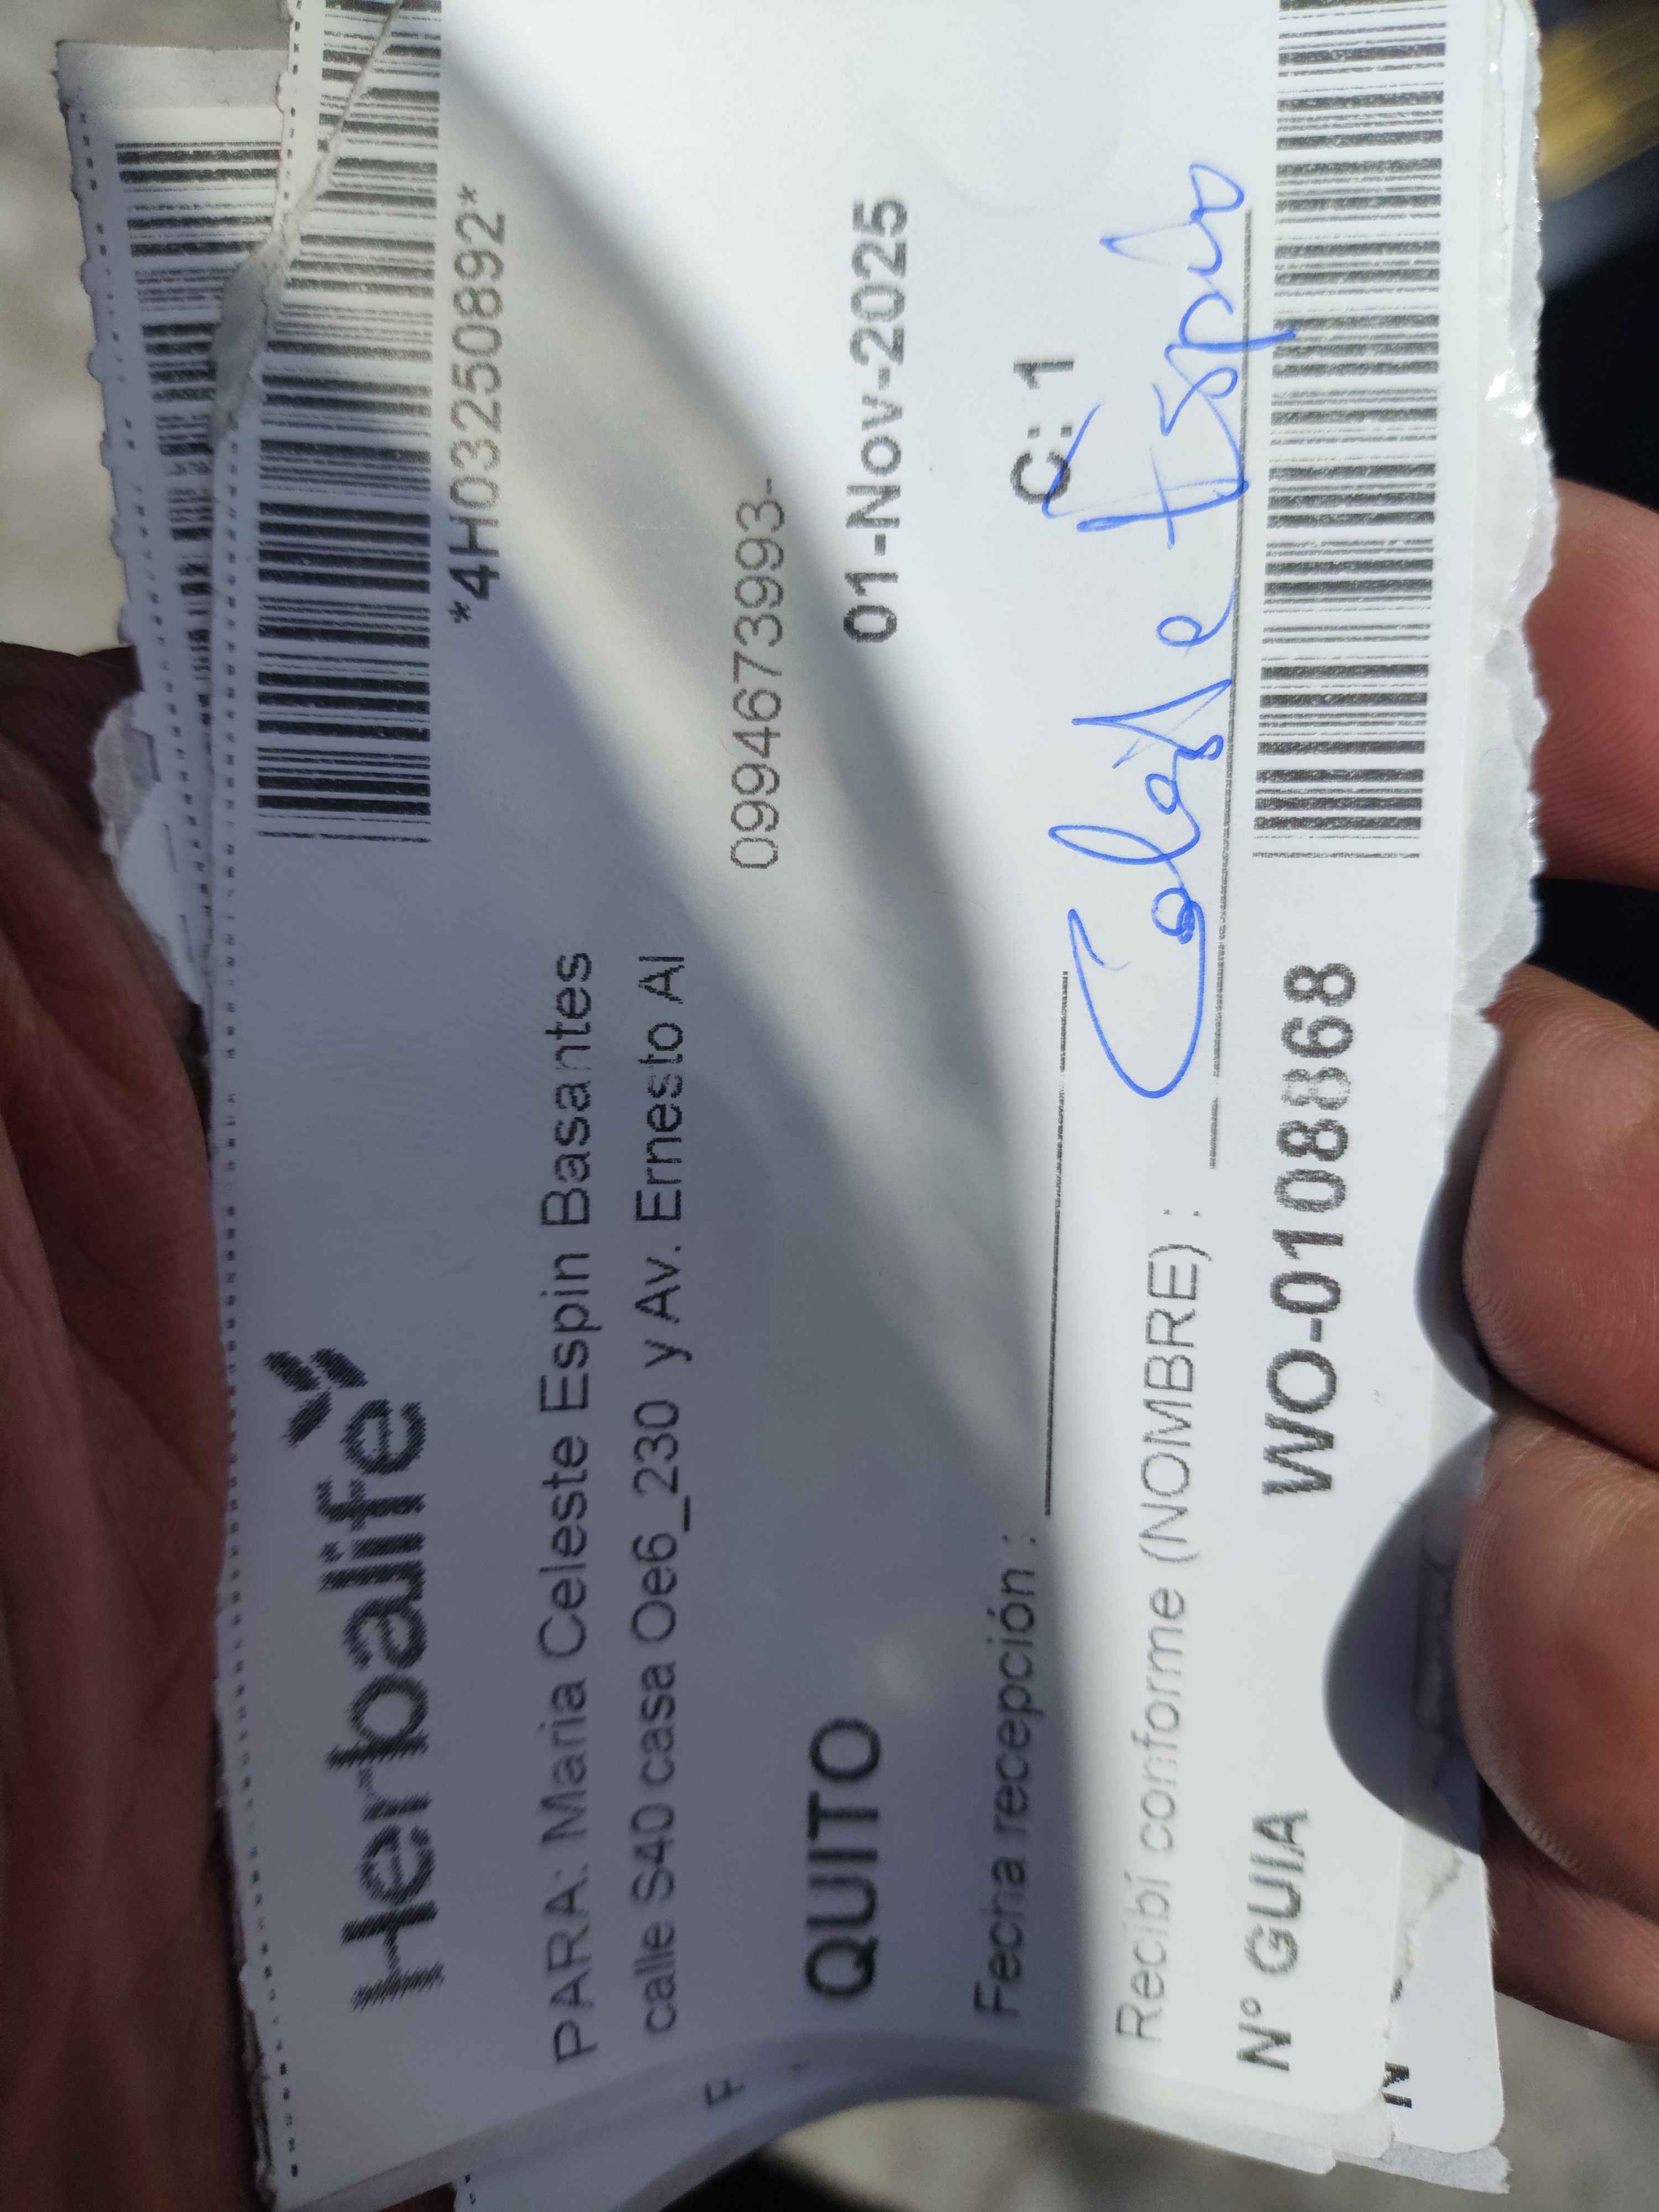 Herbalife
*4H03250892*
PARA: Maria Celeste Espin Basantes
calle S40 casa Oe6_230 y Av. Ernesto Al
0994673993-
QUITO 01-Nov-2025
Fecha recepción : C: 1
Recibí conforme (NOMBRE) :
N° GUIA WO-0108868
F
N